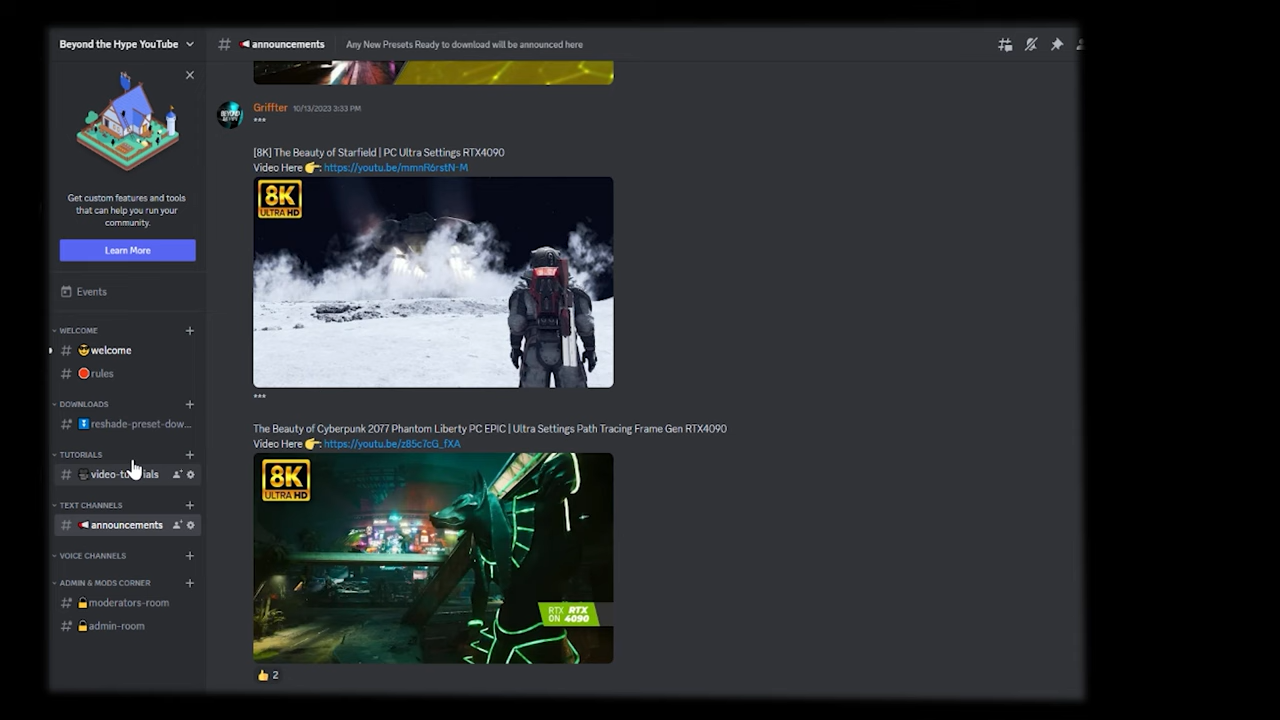 Beyond the Hype YouTube
Get custom features and tools
that can help you run your
community.
Learn More
Events
WELCOME
# 😎welcome
# 🔴rules
DOWNLOADS
# ⏬reshade-preset-dow...
TUTORIALS
# video-tutorials
TEXT CHANNELS
# 📢announcements
VOICE CHANNELS
ADMIN & MODS CORNER
# 🔒moderators-room
# 🔒admin-room
# 📢announcements Any New Presets Ready to download will be announced here
Griffter 10/13/2023 3:33 PM
***
[8K] The Beauty of Starfield | PC Ultra Settings RTX4090
Video Here 👉: https://youtu.be/mmnR6rstN-M
8K
ULTRA HD
***
The Beauty of Cyberpunk 2077 Phantom Liberty PC EPIC | Ultra Settings Path Tracing Frame Gen RTX4090
Video Here 👉: https://youtu.be/z85c7cG_fXA
8K
ULTRA HD
RTX ON
RTX 4090
👍 2